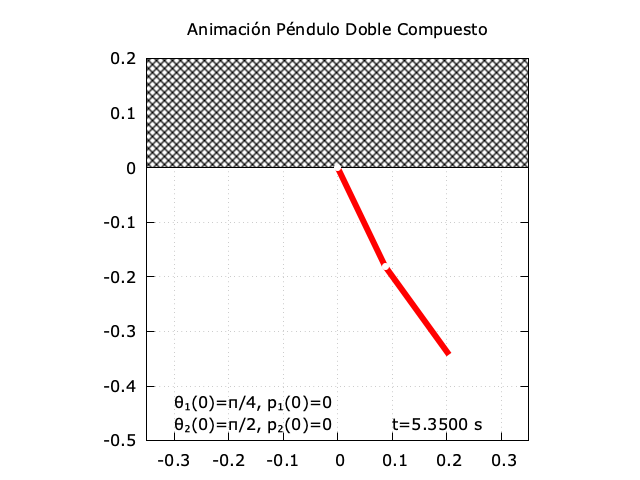 Animación Péndulo Doble Compuesto
0.2
0.1
0
-0.1
-0.2
-0.3
-0.4
-0.5
θ₁(0)=π/4, p₁(0)=0
θ₂(0)=π/2, p₂(0)=0 t=5.3500 s
-0.3 -0.2 -0.1 0 0.1 0.2 0.3